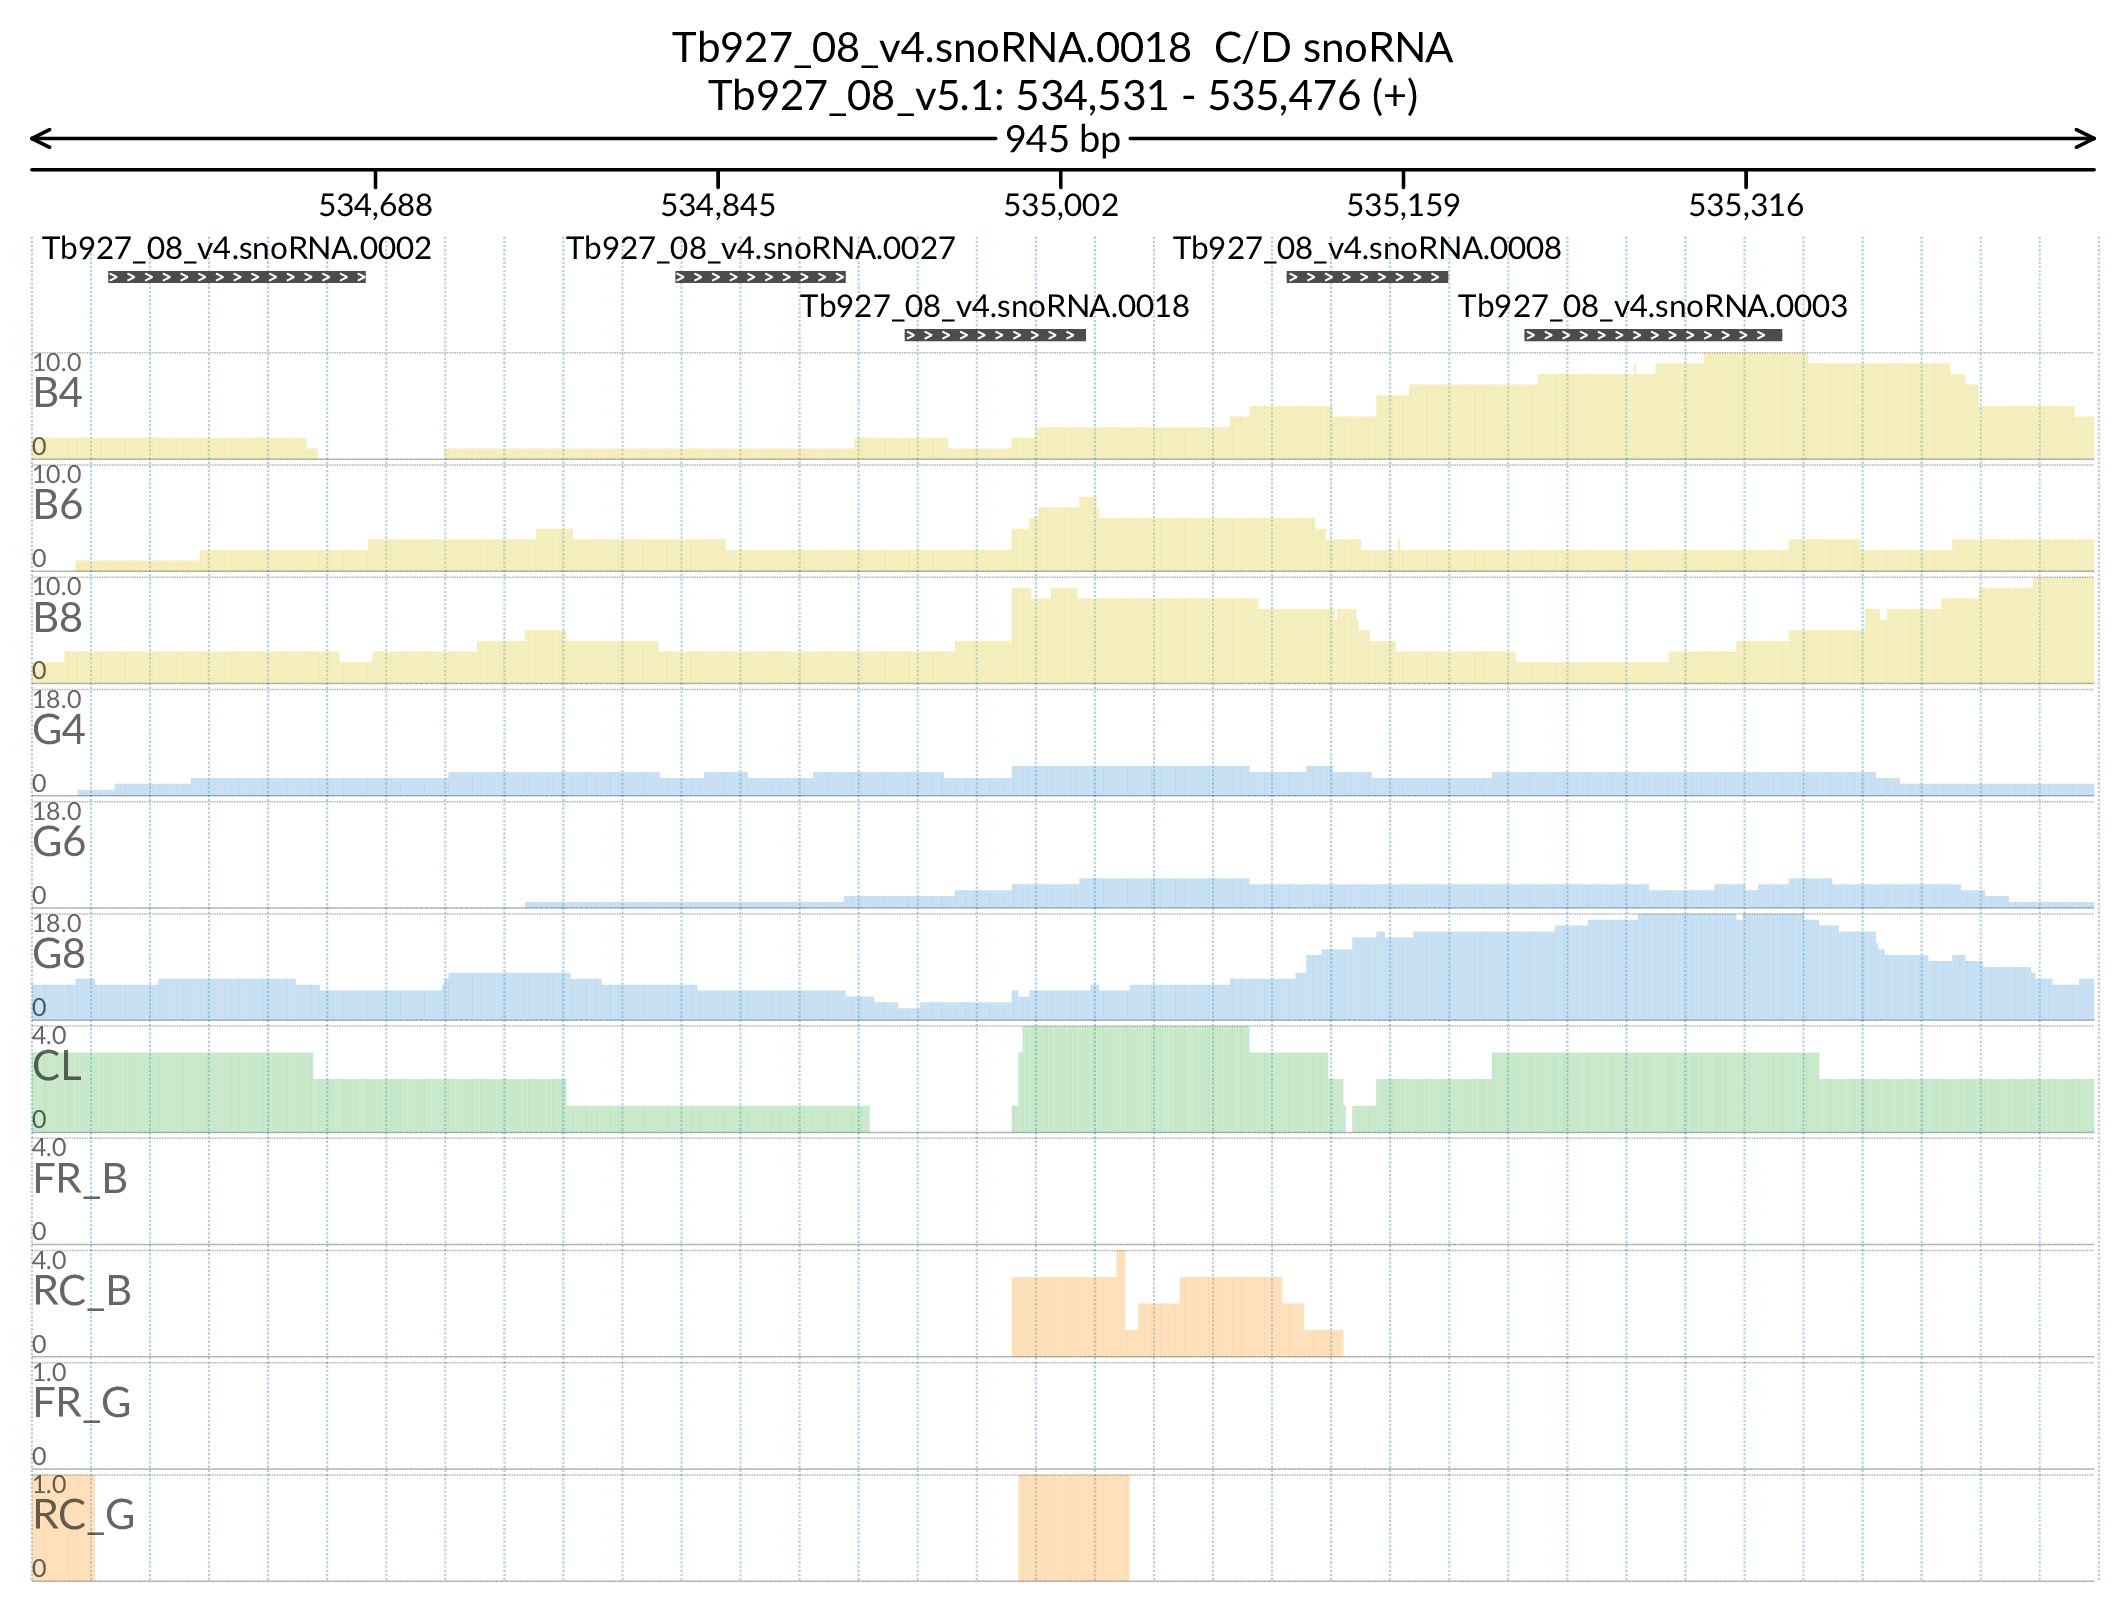 Tb927_08_v4.snoRNA.0018  C/D snoRNA
Tb927_08_v5.1: 534,531 - 535,476 (+)
945 bp
534,688 534,845 535,002 535,159 535,316
Tb927_08_v4.snoRNA.0002 Tb927_08_v4.snoRNA.0027 Tb927_08_v4.snoRNA.0008
Tb927_08_v4.snoRNA.0018 Tb927_08_v4.snoRNA.0003
10.0
B4
0
10.0
B6
0
10.0
B8
0
18.0
G4
0
18.0
G6
0
18.0
G8
0
4.0
CL
0
4.0
FR_B
0
4.0
RC_B
0
1.0
FR_G
0
1.0
RC_G
0